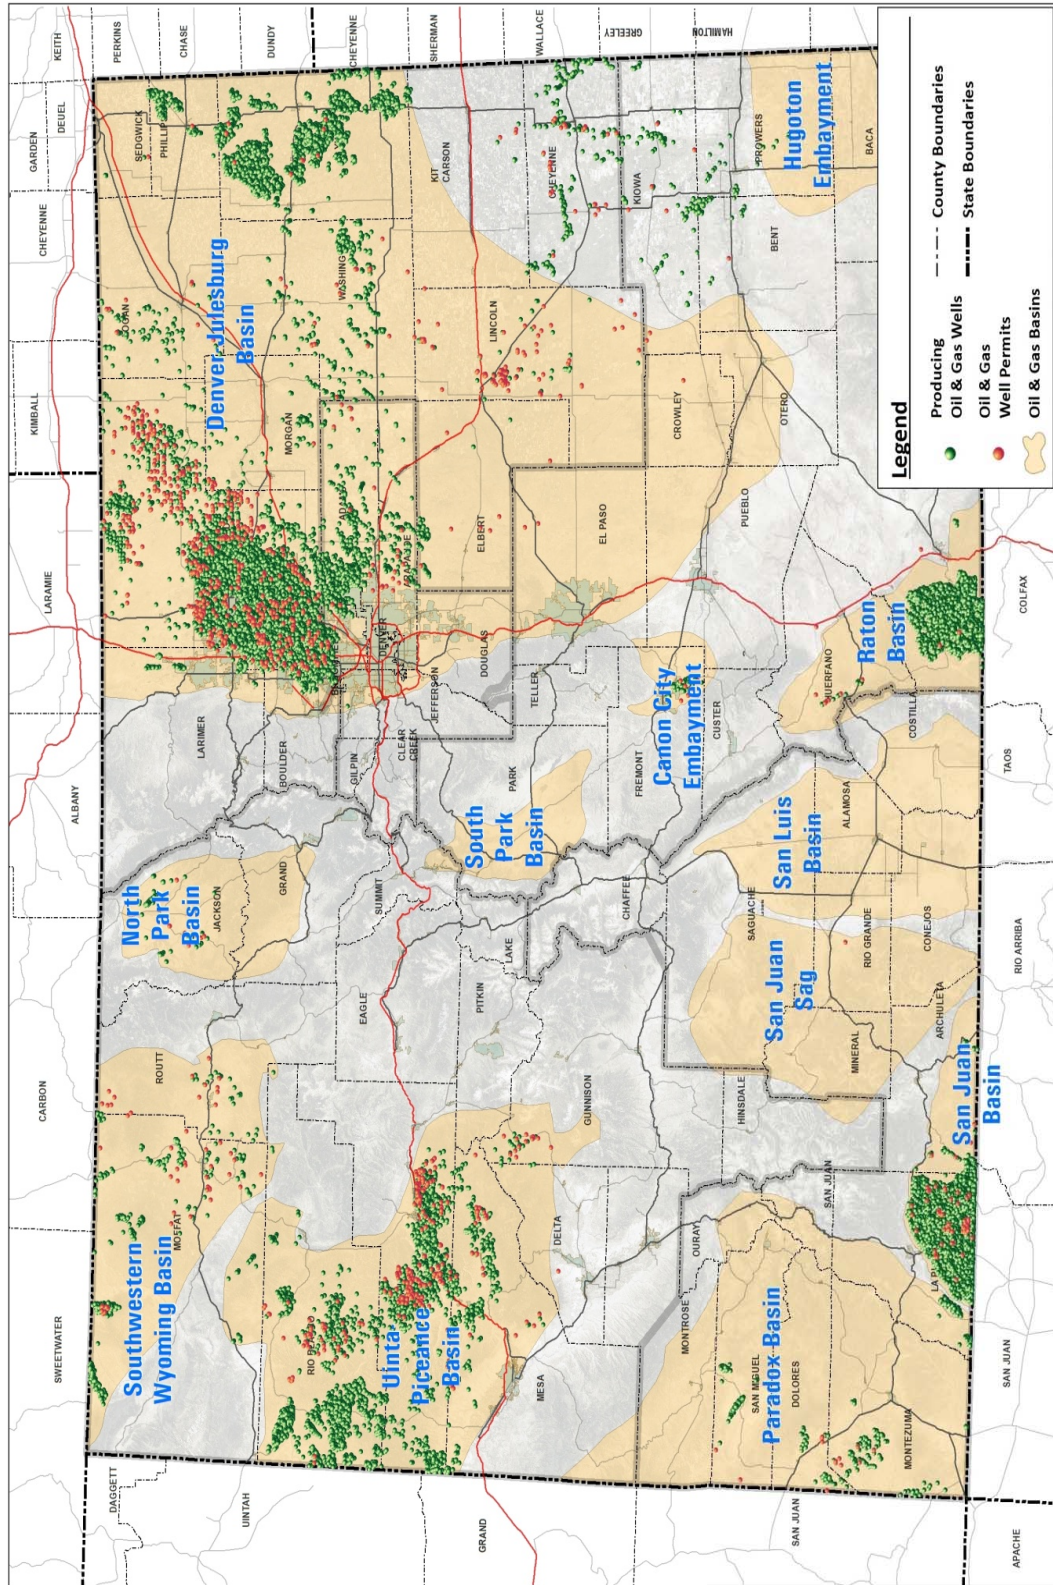 SWEETWATER
CARBON
ALBANY
LARAMIE
KIMBALL
CHEYENNE
GARDEN
DEUEL
KEITH
DAGGETT
PERKINS
Southwestern
Wyoming Basin
MOFFAT
ROUTT
North
Park
Basin
JACKSON
LARIMER
LOGAN
SEDGWICK
PHILLIP
CHASE
UINTAH
GRAND
BOULDER
Denver Julesburg
Basin
MORGAN
WASHING
DUNDY
RIO BLANCO
EAGLE
SUMMIT
GILPIN
CLEAR
CREEK
DENVER
ADA
ARAPAHOE
CHEYENNE
Uinta
Piceance
Basin
JEFFERSON
KIT
CARSON
SHERMAN
GRAND
PITKIN
LAKE
South
Park
Basin
PARK
DOUGLAS
ELBERT
LINCOLN
MESA
DELTA
TELLER
CHEYENNE
WALLACE
GUNNISON
CHAFFEE
FREMONT
EL PASO
KIOWA
GREELEY
MONTROSE
OURAY
Canon City
Embayment
CROWLEY
HAMILTON
SAN MIGUEL
HINSDALE
SAGUACHE
CUSTER
PUEBLO
OTERO
BENT
PROWERS
Paradox Basin
DOLORES
SAN JUAN
San Juan
Sag
San Luis
Basin
HUERFANO
Raton
Basin
Hugoton
Embayment
SAN JUAN
MINERAL
RIO GRANDE
ALAMOSA
BACA
MONTEZUMA
LA P
ARCHULETA
CONEJOS
COSTILLA
San Juan
Basin
APACHE
SAN JUAN
RIO ARRIBA
TAOS
COLFAX
Legend
Producing
Oil & Gas Wells
Oil & Gas
Well Permits
Oil & Gas Basins
County Boundaries
State Boundaries